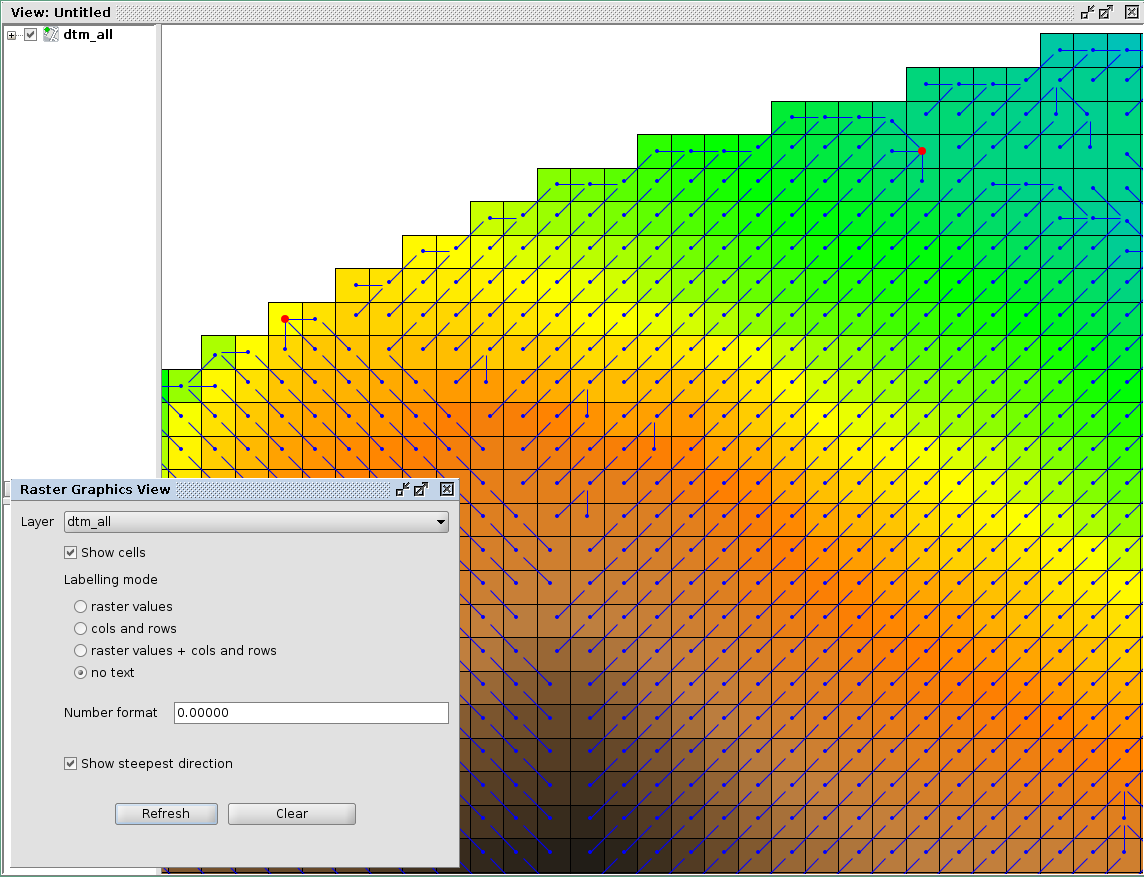 View: Untitled
dtm_all
Raster Graphics View
Layer dtm_all
Show cells
Labelling mode
raster values
cols and rows
raster values + cols and rows
no text
Number format 0.00000
Show steepest direction
Refresh Clear